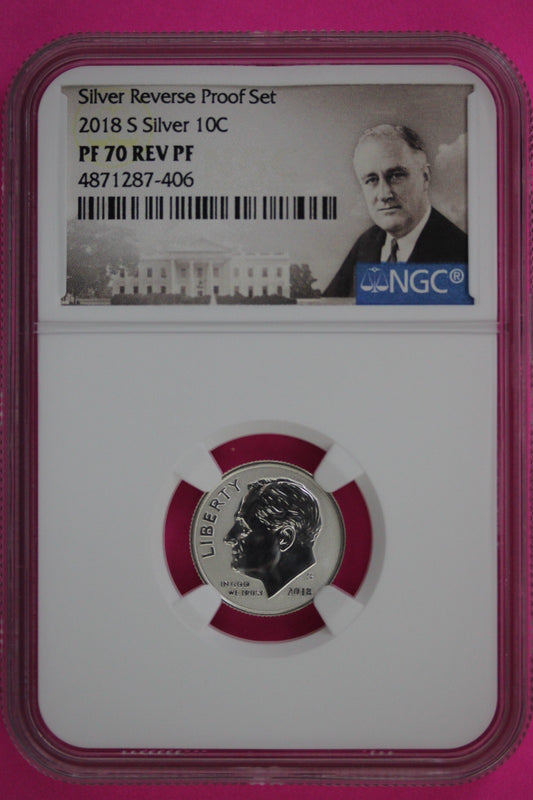 Silver Reverse Proof Set
2018 S Silver 10C
PF 70 REV PF
4871287-406
NGC®
LIBERTY
IN GOD
WE TRUST
S
2018